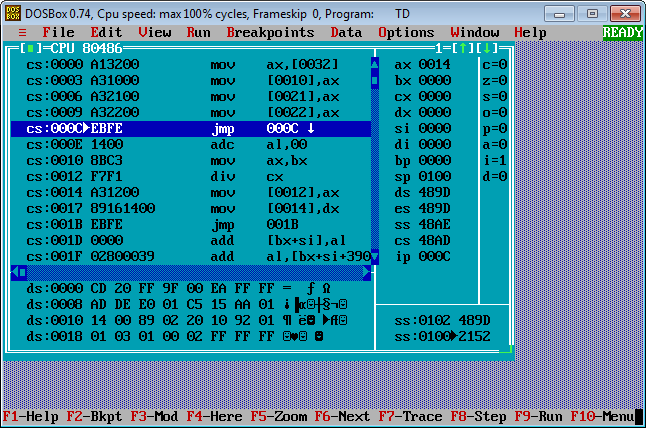 DOSBox 0.74, Cpu speed: max 100% cycles, Frameskip 0, Program: TD
≡ File Edit View Run Breakpoints Data Options Window Help READY
[■]=CPU 80486 1=[↑][↓]
cs:0000 A13200 mov ax,[0032] ax 0014 c=0
cs:0003 A31000 mov [0010],ax bx 0000 z=0
cs:0006 A32100 mov [0021],ax cx 0000 s=0
cs:0009 A32200 mov [0022],ax dx 0000 o=0
cs:000C►EBFE jmp 000C ↓ si 0000 p=0
cs:000E 1400 adc al,00 di 0000 a=0
cs:0010 8BC3 mov ax,bx bp 0000 i=1
cs:0012 F7F1 div cx sp 0100 d=0
cs:0014 A31200 mov [0012],ax ds 489D
cs:0017 89161400 mov [0014],dx es 489D
cs:001B EBFE jmp 001B ss 48AE
cs:001D 0000 add [bx+si],al cs 48AD
cs:001F 02800039 add al,[bx+si+390 ip 000C
ds:0000 CD 20 FF 9F 00 EA FF FF = ƒ Ω
ds:0008 AD DE E0 01 C5 15 AA 01 ¡▐α☺┼§¬☺
ds:0010 14 00 89 02 20 10 92 01 ¶ ë☻ ►Æ☺
ds:0018 01 03 01 00 02 FF FF FF ☺♥☺ ☻
ss:0102 489D
ss:0100►2152
F1-Help F2-Bkpt F3-Mod F4-Here F5-Zoom F6-Next F7-Trace F8-Step F9-Run F10-Menu